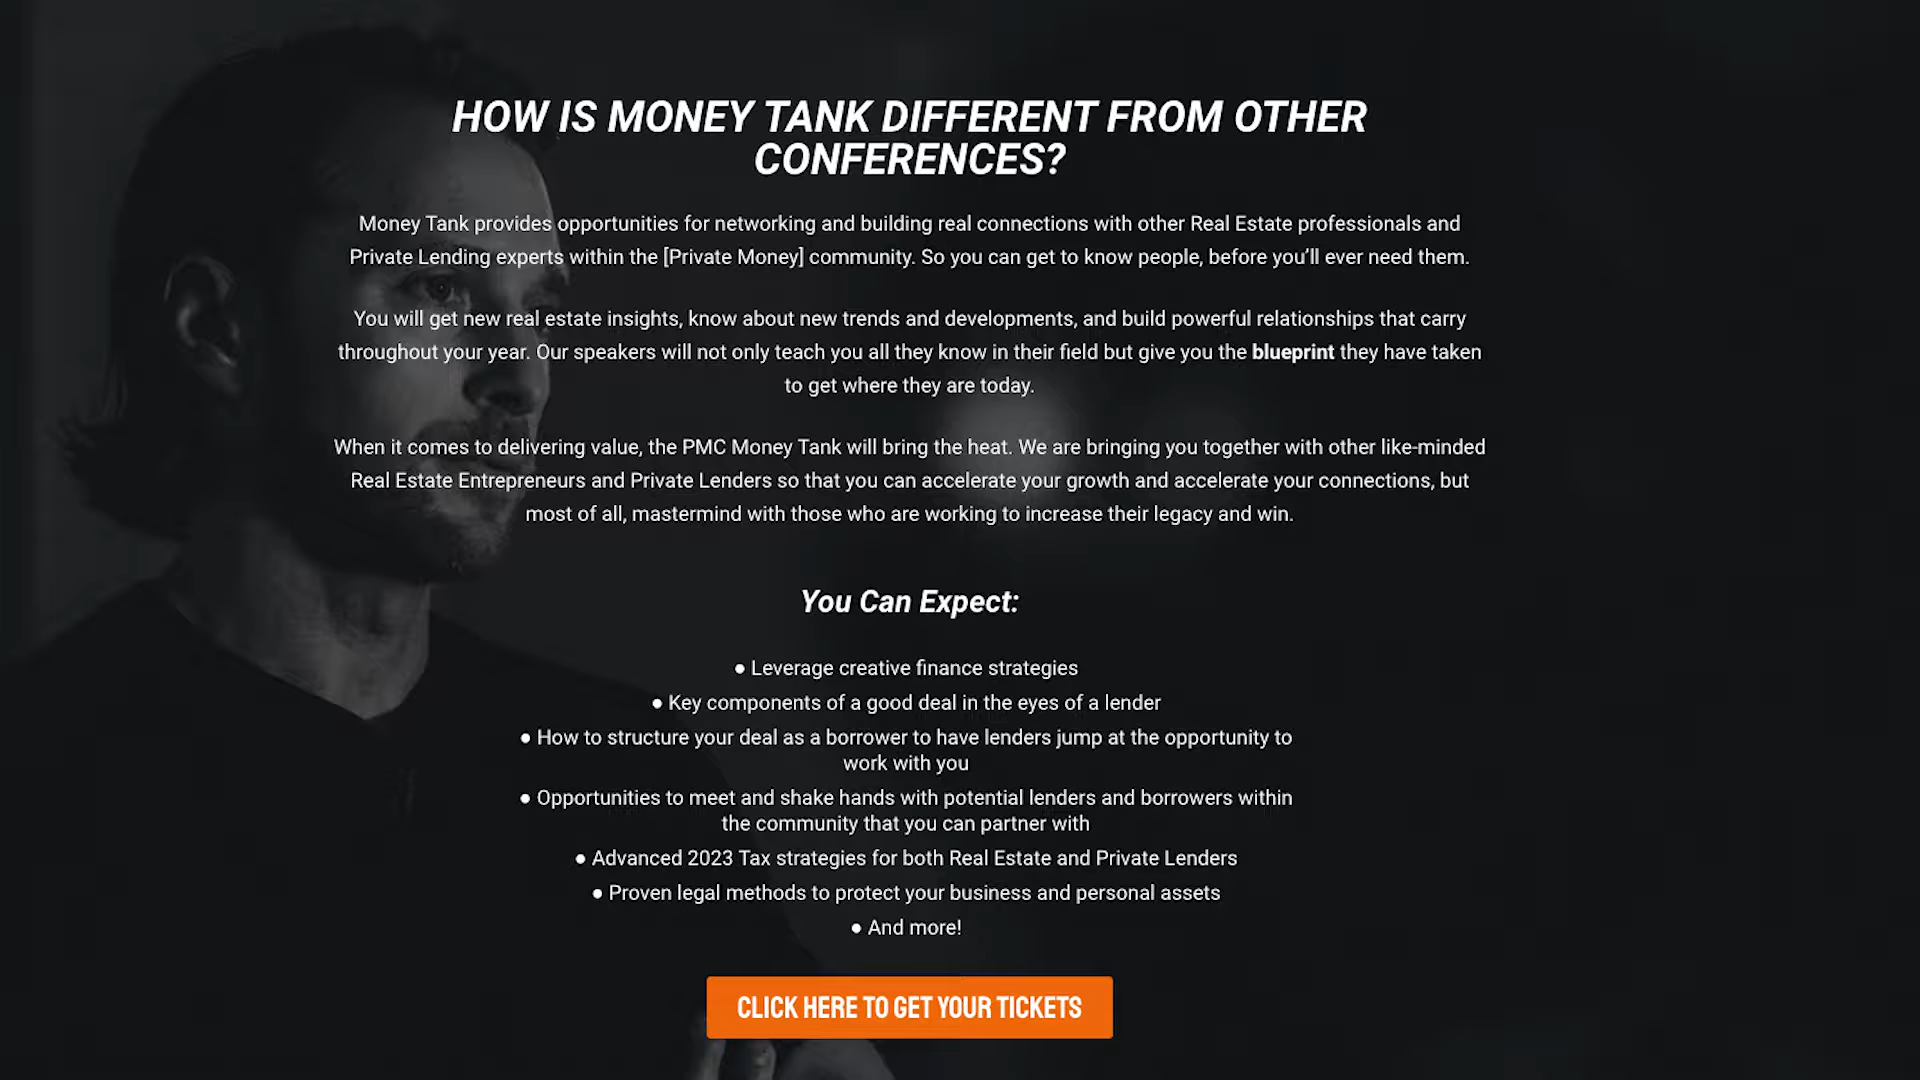 HOW IS MONEY TANK DIFFERENT FROM OTHER
CONFERENCES?
Money Tank provides opportunities for networking and building real connections with other Real Estate professionals and
Private Lending experts within the [Private Money] community. So you can get to know people, before you’ll ever need them.
You will get new real estate insights, know about new trends and developments, and build powerful relationships that carry
throughout your year. Our speakers will not only teach you all they know in their field but give you the blueprint they have taken
to get where they are today.
When it comes to delivering value, the PMC Money Tank will bring the heat. We are bringing you together with other like-minded
Real Estate Entrepreneurs and Private Lenders so that you can accelerate your growth and accelerate your connections, but
most of all, mastermind with those who are working to increase their legacy and win.
You Can Expect:
● Leverage creative finance strategies
● Key components of a good deal in the eyes of a lender
● How to structure your deal as a borrower to have lenders jump at the opportunity to
work with you
● Opportunities to meet and shake hands with potential lenders and borrowers within
the community that you can partner with
● Advanced 2023 Tax strategies for both Real Estate and Private Lenders
● Proven legal methods to protect your business and personal assets
● And more!
CLICK HERE TO GET YOUR TICKETS